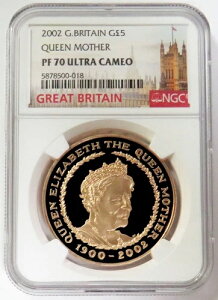 2002 G.BRITAIN G£5
QUEEN MOTHER
PF 70 ULTRA CAMEO
5878500-018
GREAT BRITAIN
NGC
QUEEN ELIZABETH THE QUEEN MOTHER
1900-2002